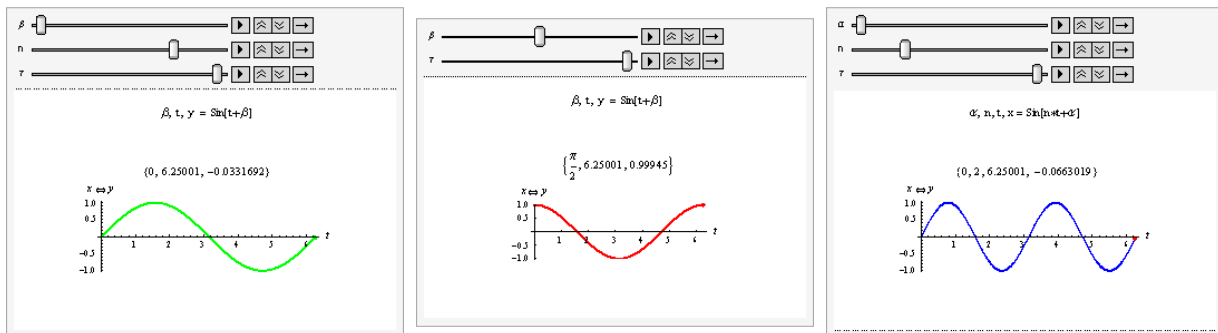 β
n
τ
β, t, y = Sin[t+β]
{0, 6.25001, -0.0331692}
x ⇔ y
1.0
0.5
-0.5
-1.0
1 2 3 4 5 6
t
β
τ
β, t, y = Sin[t+β]
{π/2, 6.25001, 0.99945}
x ⇔ y
1.0
0.5
-0.5
-1.0
1 2 3 4 5 6
t
α
n
τ
α, n, t, x = Sin[n*t+α]
{0, 2, 6.25001, -0.0663019}
x ⇔ y
1.0
0.5
-0.5
-1.0
1 2 3 4 5 6
t